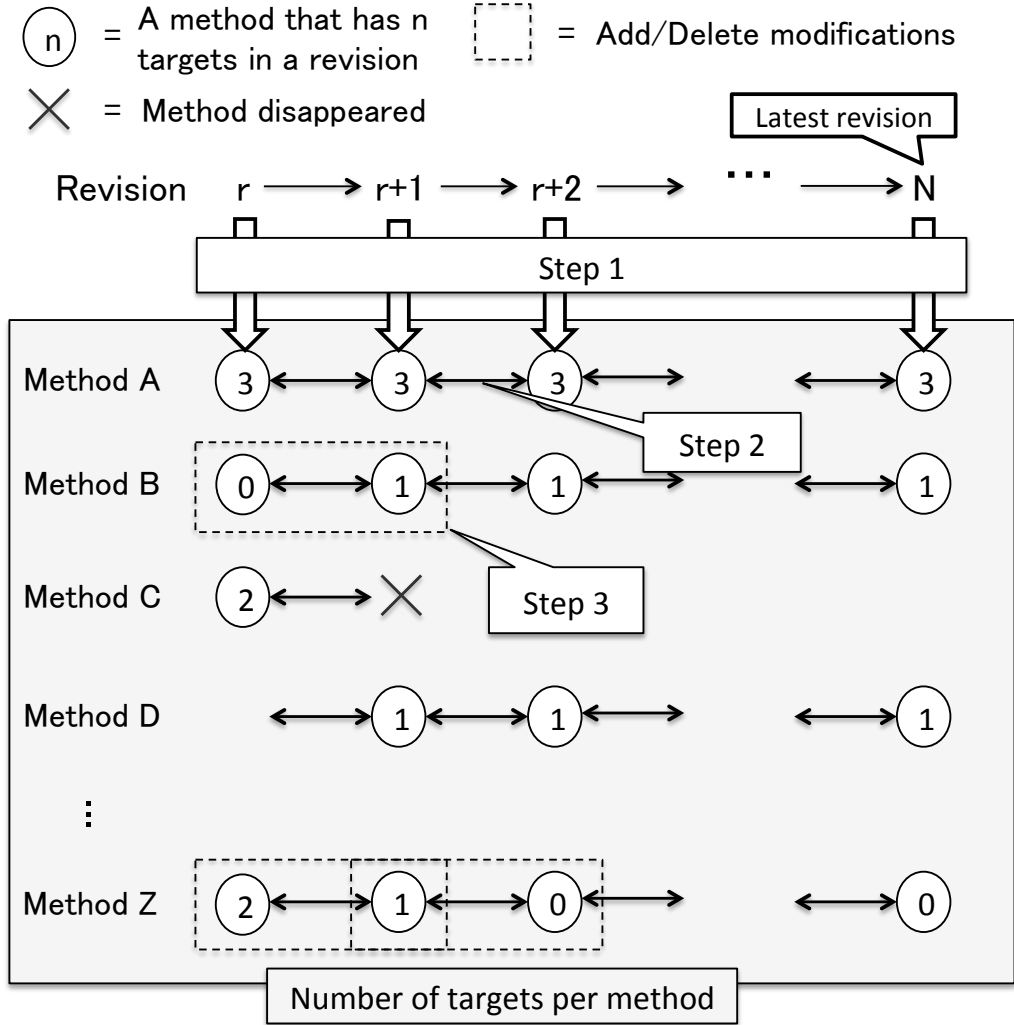 n = A method that has n targets in a revision
= Add/Delete modifications
= Method disappeared
Latest revision
Revision r r+1 r+2 ... N
Step 1
Method A 3 3 3 3
Step 2
Method B 0 1 1 1
Method C 2
Step 3
Method D 1 1 1
⋮
Method Z 2 1 0 0
Number of targets per method